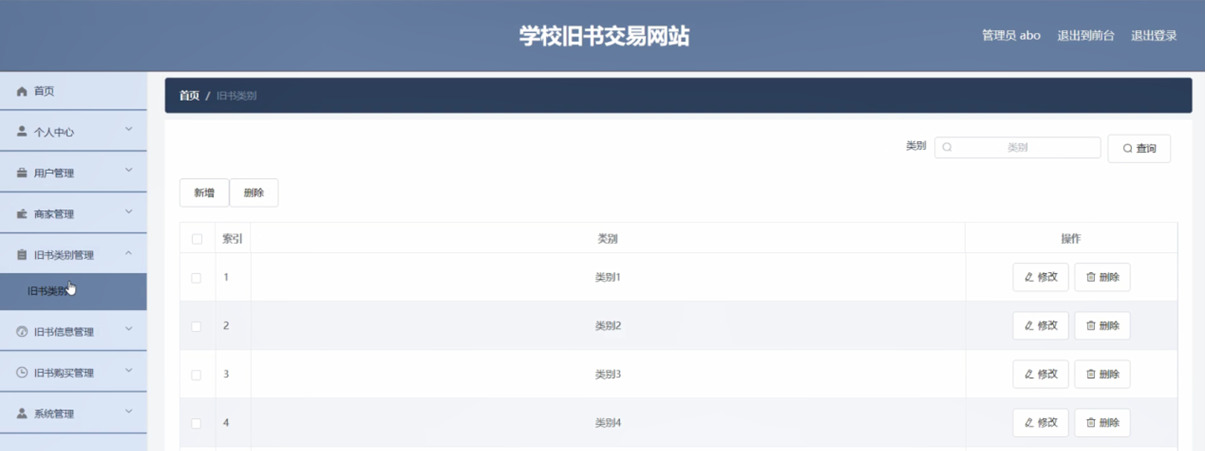 学校旧书交易网站
管理员 abo 退出到前台 退出登录
首页
个人中心
用户管理
商家管理
旧书类别管理
旧书类别
旧书信息管理
旧书购买管理
系统管理
首页 / 旧书类别
类别 类别 查询
新增 删除
索引 类别 操作
1 类别1 修改 删除
2 类别2 修改 删除
3 类别3 修改 删除
4 类别4 修改 删除